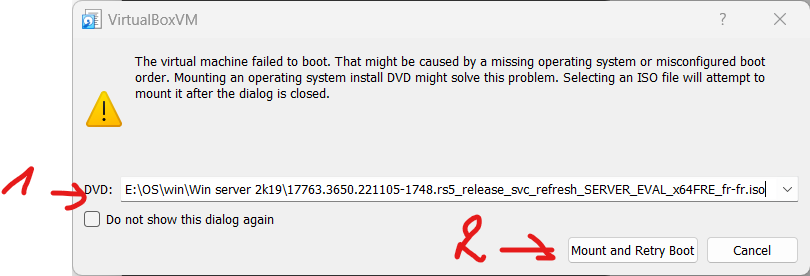 VirtualBoxVM
The virtual machine failed to boot. That might be caused by a missing operating system or misconfigured boot
order. Mounting an operating system install DVD might solve this problem. Selecting an ISO file will attempt to
mount it after the dialog is closed.
1
DVD: E:\OS\win\Win server 2k19\17763.3650.221105-1748.rs5_release_svc_refresh_SERVER_EVAL_x64FRE_fr-fr.iso
Do not show this dialog again
2
Mount and Retry Boot Cancel